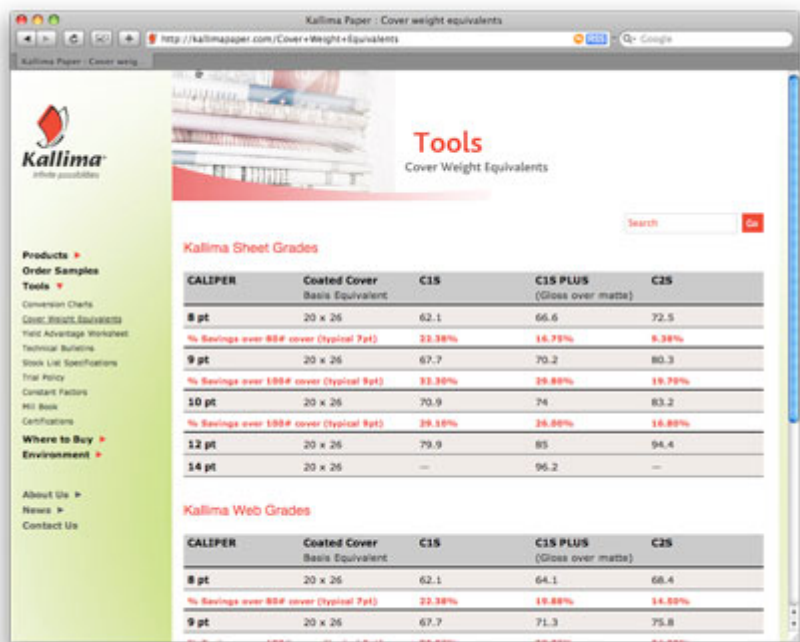 Kallima Paper : Cover weight equivalents
http://kallimapaper.com/Cover+Weight+Equivalents
RSS
Google
Kallima Paper : Cover weig...
Kallima
infinite possibilities
Tools
Cover Weight Equivalents
Search
Go
Products
Order Samples
Tools
Conversion Charts
Cover Weight Equivalents
Yield Advantage Worksheet
Technical Bulletins
Stock List Specifications
Trial Policy
Constant Factors
Mill Book
Certifications
Where to Buy
Environment
About Us
News
Contact Us
Kallima Sheet Grades
CALIPER Coated Cover C1S C1S PLUS C2S
Basis Equivalent (Gloss over matte)
8 pt 20 x 26 62.1 66.6 72.5
% Savings over 80# cover (typical 7pt) 22.38% 16.75% 9.38%
9 pt 20 x 26 67.7 70.2 80.3
% Savings over 100# cover (typical 9pt) 32.30% 29.80% 19.70%
10 pt 20 x 26 70.9 74 83.2
% Savings over 100# cover (typical 9pt) 29.10% 26.00% 16.80%
12 pt 20 x 26 79.9 85 94.4
14 pt 20 x 26 — 96.2 —
Kallima Web Grades
CALIPER Coated Cover C1S C1S PLUS C2S
Basis Equivalent (Gloss over matte)
8 pt 20 x 26 62.1 64.1 68.4
% Savings over 80# cover (typical 7pt) 22.38% 19.88% 14.50%
9 pt 20 x 26 67.7 71.3 75.8